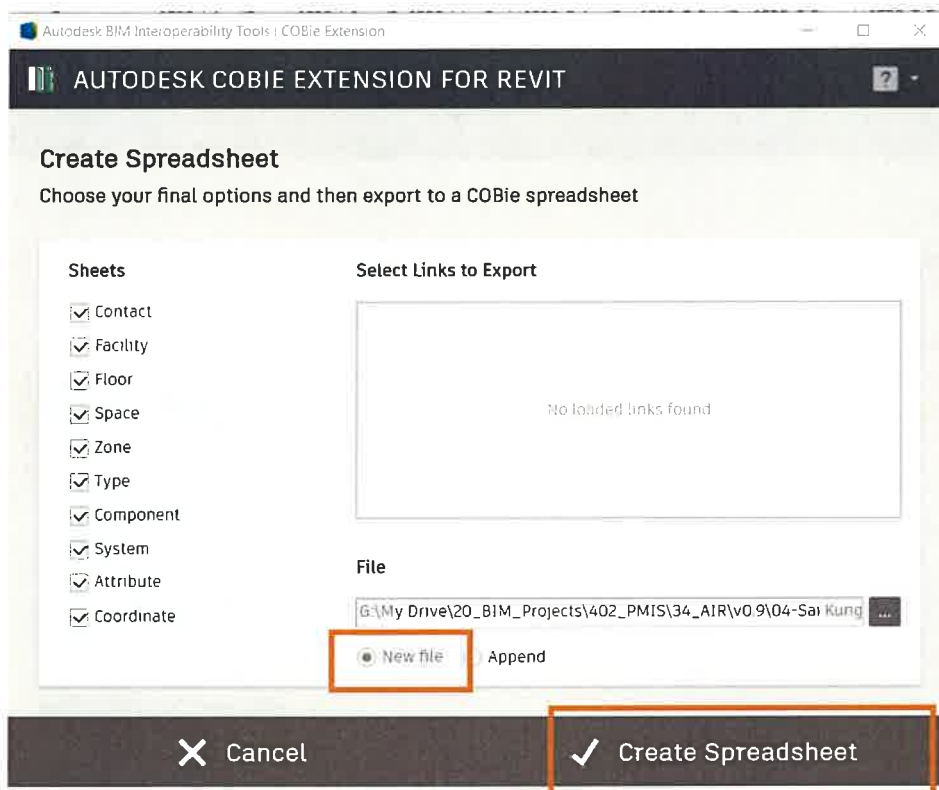 Autodesk BIM Interoperability Tools | COBie Extension
AUTODESK COBIE EXTENSION FOR REVIT
?
Create Spreadsheet
Choose your final options and then export to a COBie spreadsheet
Sheets
Select Links to Export
Contact
Facility
Floor
Space
No loaded links found
Zone
Type
Component
System
Attribute
Coordinate
File
G:\My Drive\20_BIM_Projects\402_PMIS\34_AIR\v0.9\04-Sai Kung
...
New file
Append
Cancel
Create Spreadsheet